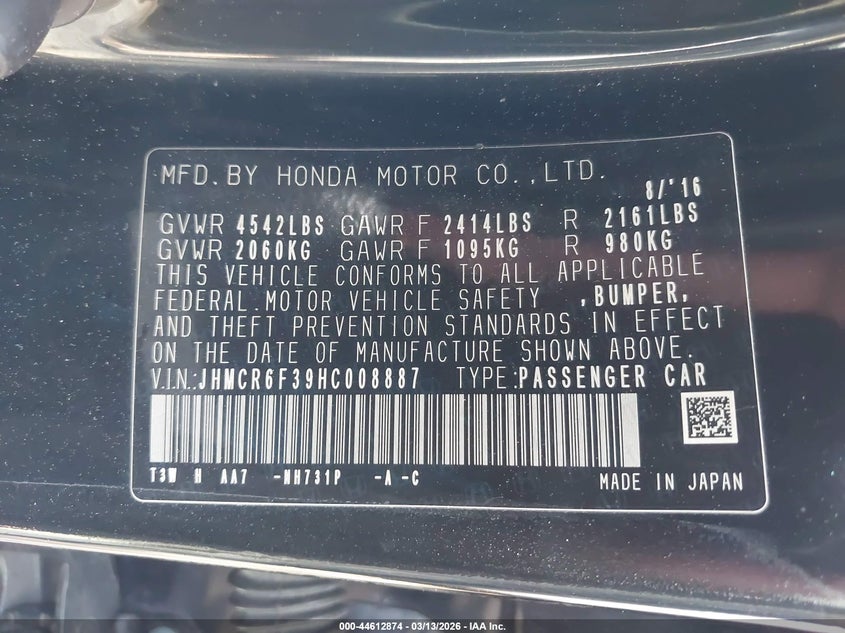 MFD. BY HONDA MOTOR CO., LTD. 8/'16
GVWR 4542LBS GAWR F 2414LBS R 2161LBS
GVWR 2060KG GAWR F 1095KG R 980KG
THIS VEHICLE CONFORMS TO ALL APPLICABLE
FEDERAL MOTOR VEHICLE SAFETY , BUMPER,
AND THEFT PREVENTION STANDARDS IN EFFECT
ON THE DATE OF MANUFACTURE SHOWN ABOVE.
V.I.N.: JHMCR6F39HC008887 TYPE: PASSENGER CAR
T3W H AA7 -NH731P -A -C MADE IN JAPAN
000-44612874 | 03/13/2026 | IAA Inc.